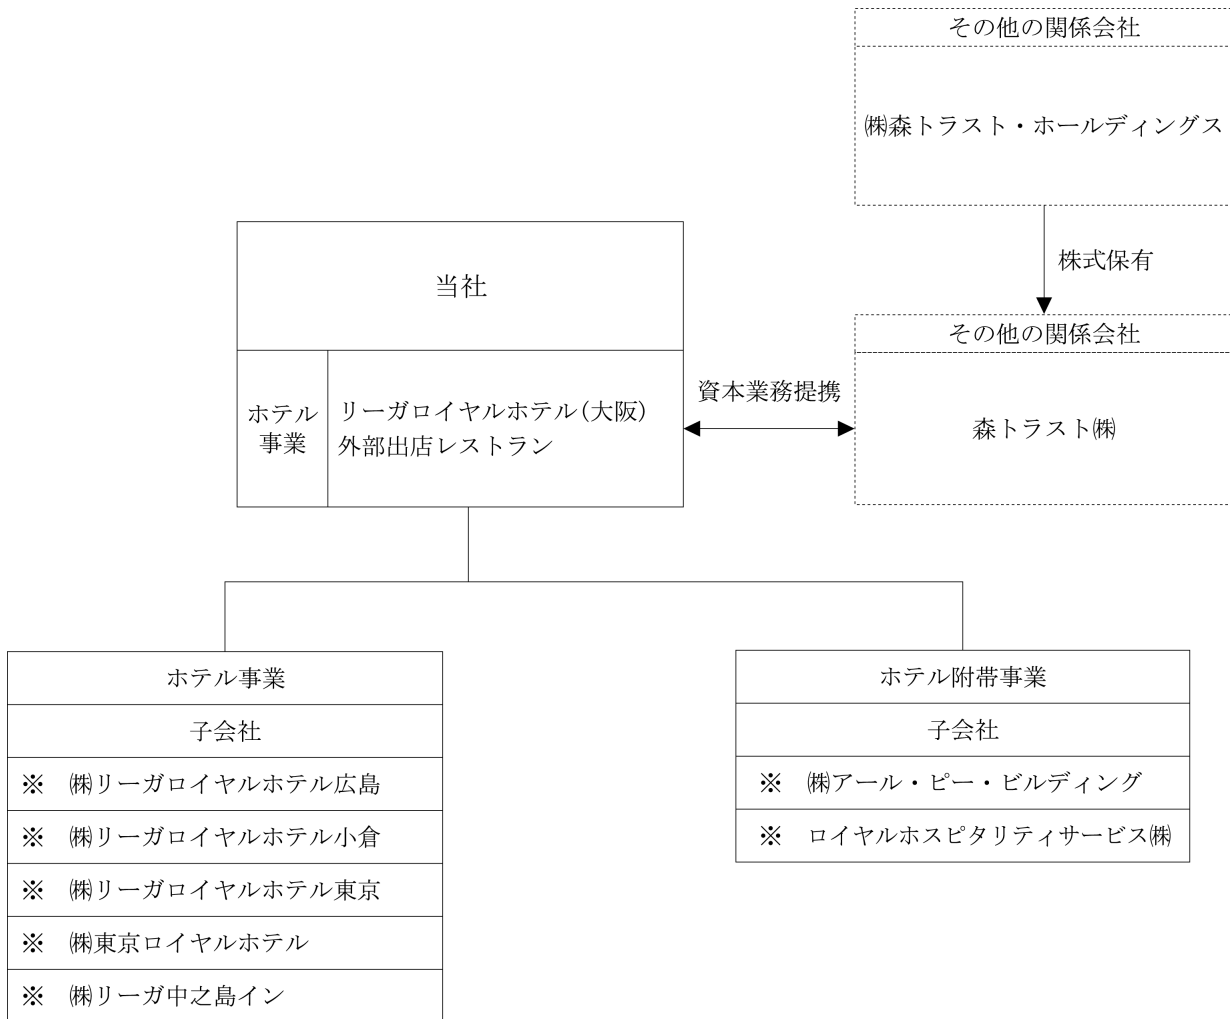 その他の関係会社
㈱森トラスト・ホールディングス
株式保有
当社
その他の関係会社
ホテル
事業
リーガロイヤルホテル(大阪)
外部出店レストラン
資本業務提携
森トラスト㈱
ホテル事業
子会社
※ ㈱リーガロイヤルホテル広島
※ ㈱リーガロイヤルホテル小倉
※ ㈱リーガロイヤルホテル東京
※ ㈱東京ロイヤルホテル
※ ㈱リーガ中之島イン
ホテル附帯事業
子会社
※ ㈱アール・ピー・ビルディング
※ ロイヤルホスピタリティサービス㈱